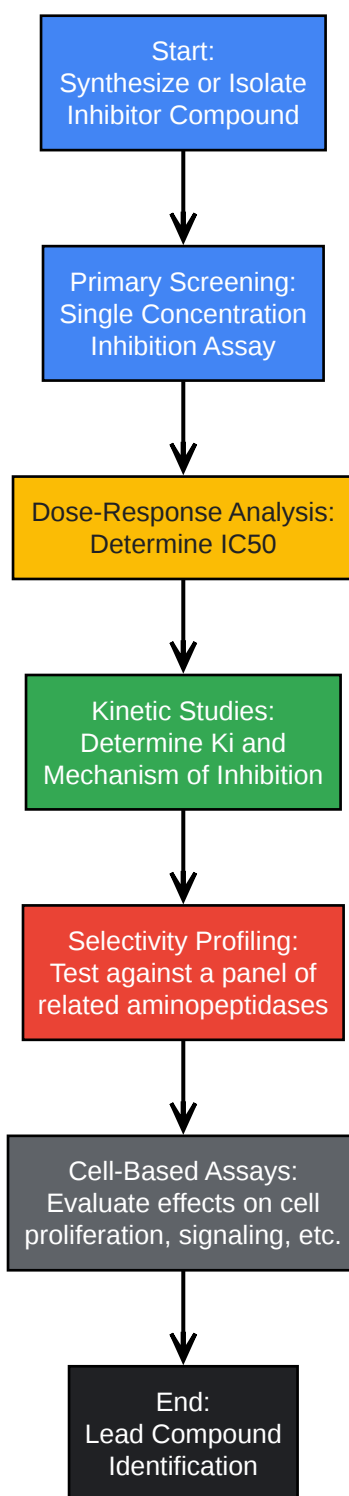 Start:
Synthesize or Isolate
Inhibitor Compound
Primary Screening:
Single Concentration
Inhibition Assay
Dose-Response Analysis:
Determine IC50
Kinetic Studies:
Determine Ki and
Mechanism of Inhibition
Selectivity Profiling:
Test against a panel of
related aminopeptidases
Cell-Based Assays:
Evaluate effects on cell
proliferation, signaling, etc.
End:
Lead Compound
Identification